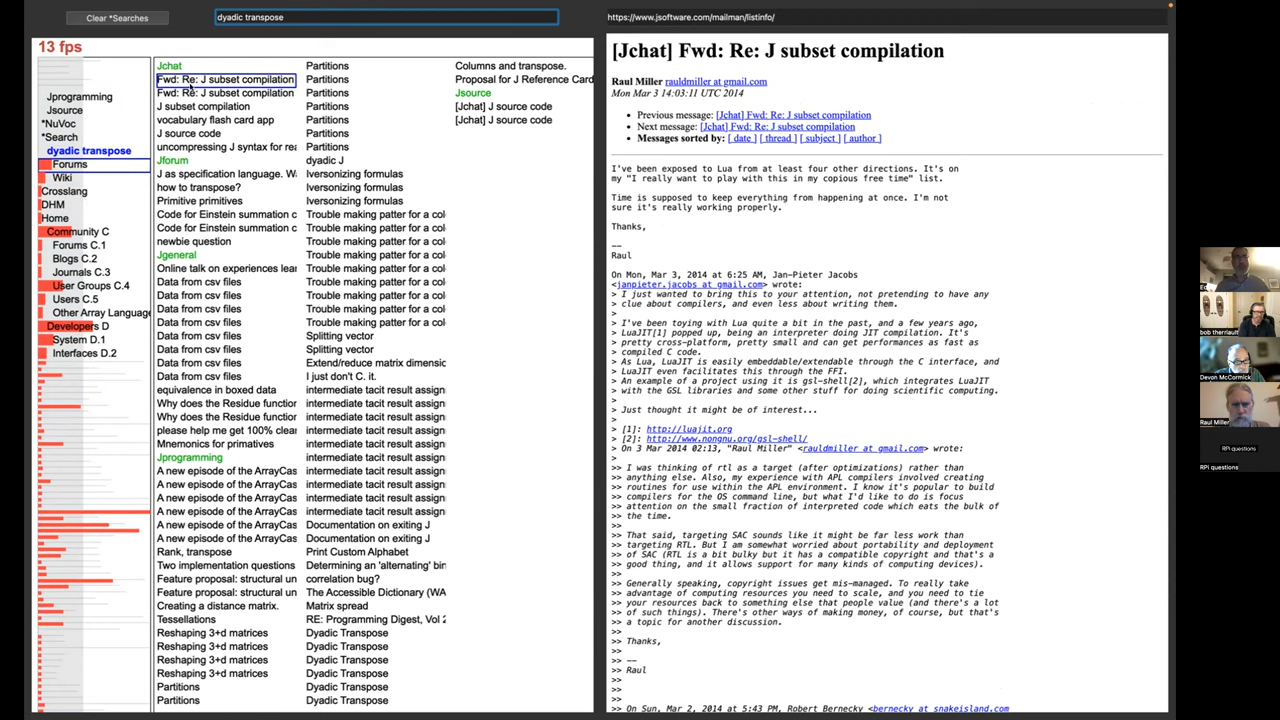 Clear *Searches
dyadic transpose
https://www.jsoftware.com/mailman/listinfo/
13 fps
Jprogramming
Jsource
*NuVoc
*Search
dyadic transpose
Forums
Wiki
Crosslang
DHM
Home
Community C
Forums C.1
Blogs C.2
Journals C.3
User Groups C.4
Users C.5
Other Array Language
Developers D
System D.1
Interfaces D.2
Jchat
Fwd: Re: J subset compilation
Fwd: Re: J subset compilation
J subset compilation
vocabulary flash card app
J source code
uncompressing J syntax for rea
Jforum
J as specification language. Wa
how to transpose?
Primitive primitives
Code for Einstein summation c
Code for Einstein summation c
newbie question
Jgeneral
Online talk on experiences lear
Data from csv files
Data from csv files
Data from csv files
Data from csv files
Data from csv files
Data from csv files
Data from csv files
Data from csv files
equivalence in boxed data
Why does the Residue function
Why does the Residue function
please help me get 100% clear
Mnemonics for primatives
Jprogramming
A new episode of the ArrayCas
A new episode of the ArrayCas
A new episode of the ArrayCas
A new episode of the ArrayCas
A new episode of the ArrayCas
A new episode of the ArrayCas
Rank, transpose
Two implementation questions
Feature proposal: structural un
Feature proposal: structural un
Creating a distance matrix.
Tessellations
Reshaping 3+d matrices
Reshaping 3+d matrices
Reshaping 3+d matrices
Reshaping 3+d matrices
Partitions
Partitions
Partitions
Partitions
Partitions
Partitions
Partitions
Partitions
Partitions
dyadic J
Iversonizing formulas
Iversonizing formulas
Iversonizing formulas
Trouble making patter for a col
Trouble making patter for a col
Trouble making patter for a col
Trouble making patter for a col
Trouble making patter for a col
Trouble making patter for a col
Trouble making patter for a col
Trouble making patter for a col
Trouble making patter for a col
Splitting vector
Splitting vector
Extend/reduce matrix dimensic
I just don't C. it.
intermediate tacit result assign
intermediate tacit result assign
intermediate tacit result assign
intermediate tacit result assign
intermediate tacit result assign
intermediate tacit result assign
intermediate tacit result assign
intermediate tacit result assign
intermediate tacit result assign
intermediate tacit result assign
Documentation on exiting J
Documentation on exiting J
Print Custom Alphabet
Determining an 'alternating' bin
correlation bug?
The Accessible Dictionary (WA
Matrix spread
RE: Programming Digest, Vol 2
Dyadic Transpose
Dyadic Transpose
Dyadic Transpose
Dyadic Transpose
Dyadic Transpose
Dyadic Transpose
Columns and transpose.
Proposal for J Reference Card
Jsource
[Jchat] J source code
[Jchat] J source code
[Jchat] Fwd: Re: J subset compilation
Raul Miller rauldmiller at gmail.com
Mon Mar 3 14:03:11 UTC 2014
• Previous message: [Jchat] Fwd: Re: J subset compilation
• Next message: [Jchat] Fwd: Re: J subset compilation
• Messages sorted by: [ date ] [ thread ] [ subject ] [ author ]
I've been exposed to Lua from at least four other directions. It's on
my "I really want to play with this in my copious free time" list.
Time is supposed to keep everything from happening at once. I'm not
sure it's really working properly.
Thanks,
--
Raul
On Mon, Mar 3, 2014 at 6:25 AM, Jan-Pieter Jacobs
<janpieter.jacobs at gmail.com> wrote:
> I just wanted to bring this to your attention, not pretending to have any
> clue about compilers, and even less about writing them.
>
> I've been toying with Lua quite a bit in the past, and a few years ago,
> LuaJIT[1] popped up, being an interpreter doing JIT compilation. It's
> pretty cross-platform, pretty small and can get performances as fast as
> compiled C code.
> As Lua, LuaJIT is easily embeddable/extendable through the C interface, and
> LuaJIT even facilitates this through the FFI.
> An example of a project using it is gsl-shell[2], which integrates LuaJIT
> with the GSL libraries and some other stuff for doing scientific computing.
>
> Just thought it might be of interest...
>
> [1]: http://luajit.org
> [2]: http://www.nongnu.org/gsl-shell/
> On 3 Mar 2014 02:13, "Raul Miller" <rauldmiller at gmail.com> wrote:
>
>> I was thinking of rtl as a target (after optimizations) rather than
>> anything else. Also, my experience with APL compilers involved creating
>> routines for use within the APL environment. I know it's popular to build
>> compilers for the OS command line, but what I'd like to do is focus
>> attention on the small fraction of interpreted code which eats the bulk of
>> the time.
>>
>> That said, targeting SAC sounds like it might be far less work than
>> targeting RTL. But I am somewhat worried about portability and deployment
>> of SAC (RTL is a bit bulky but it has a compatible copyright and that's a
>> good thing, and it allows support for many kinds of computing devices).
>>
>> Generally speaking, copyright issues get mis-managed. To really take
>> advantage of computing resources you need to scale, and you need to tie
>> your resources back to something else that people value (and there's a lot
>> of such things). There's other ways of making money, of course, but that's
>> a topic for another discussion.
>>
>> Thanks,
>>
>> --
>> Raul
>>
>>
>>
>> On Sun, Mar 2, 2014 at 5:43 PM, Robert Bernecky <bernecky at snakeisland.com
bob therriault
Devon McCormick
Raul Miller
RPi questions
RPi questions